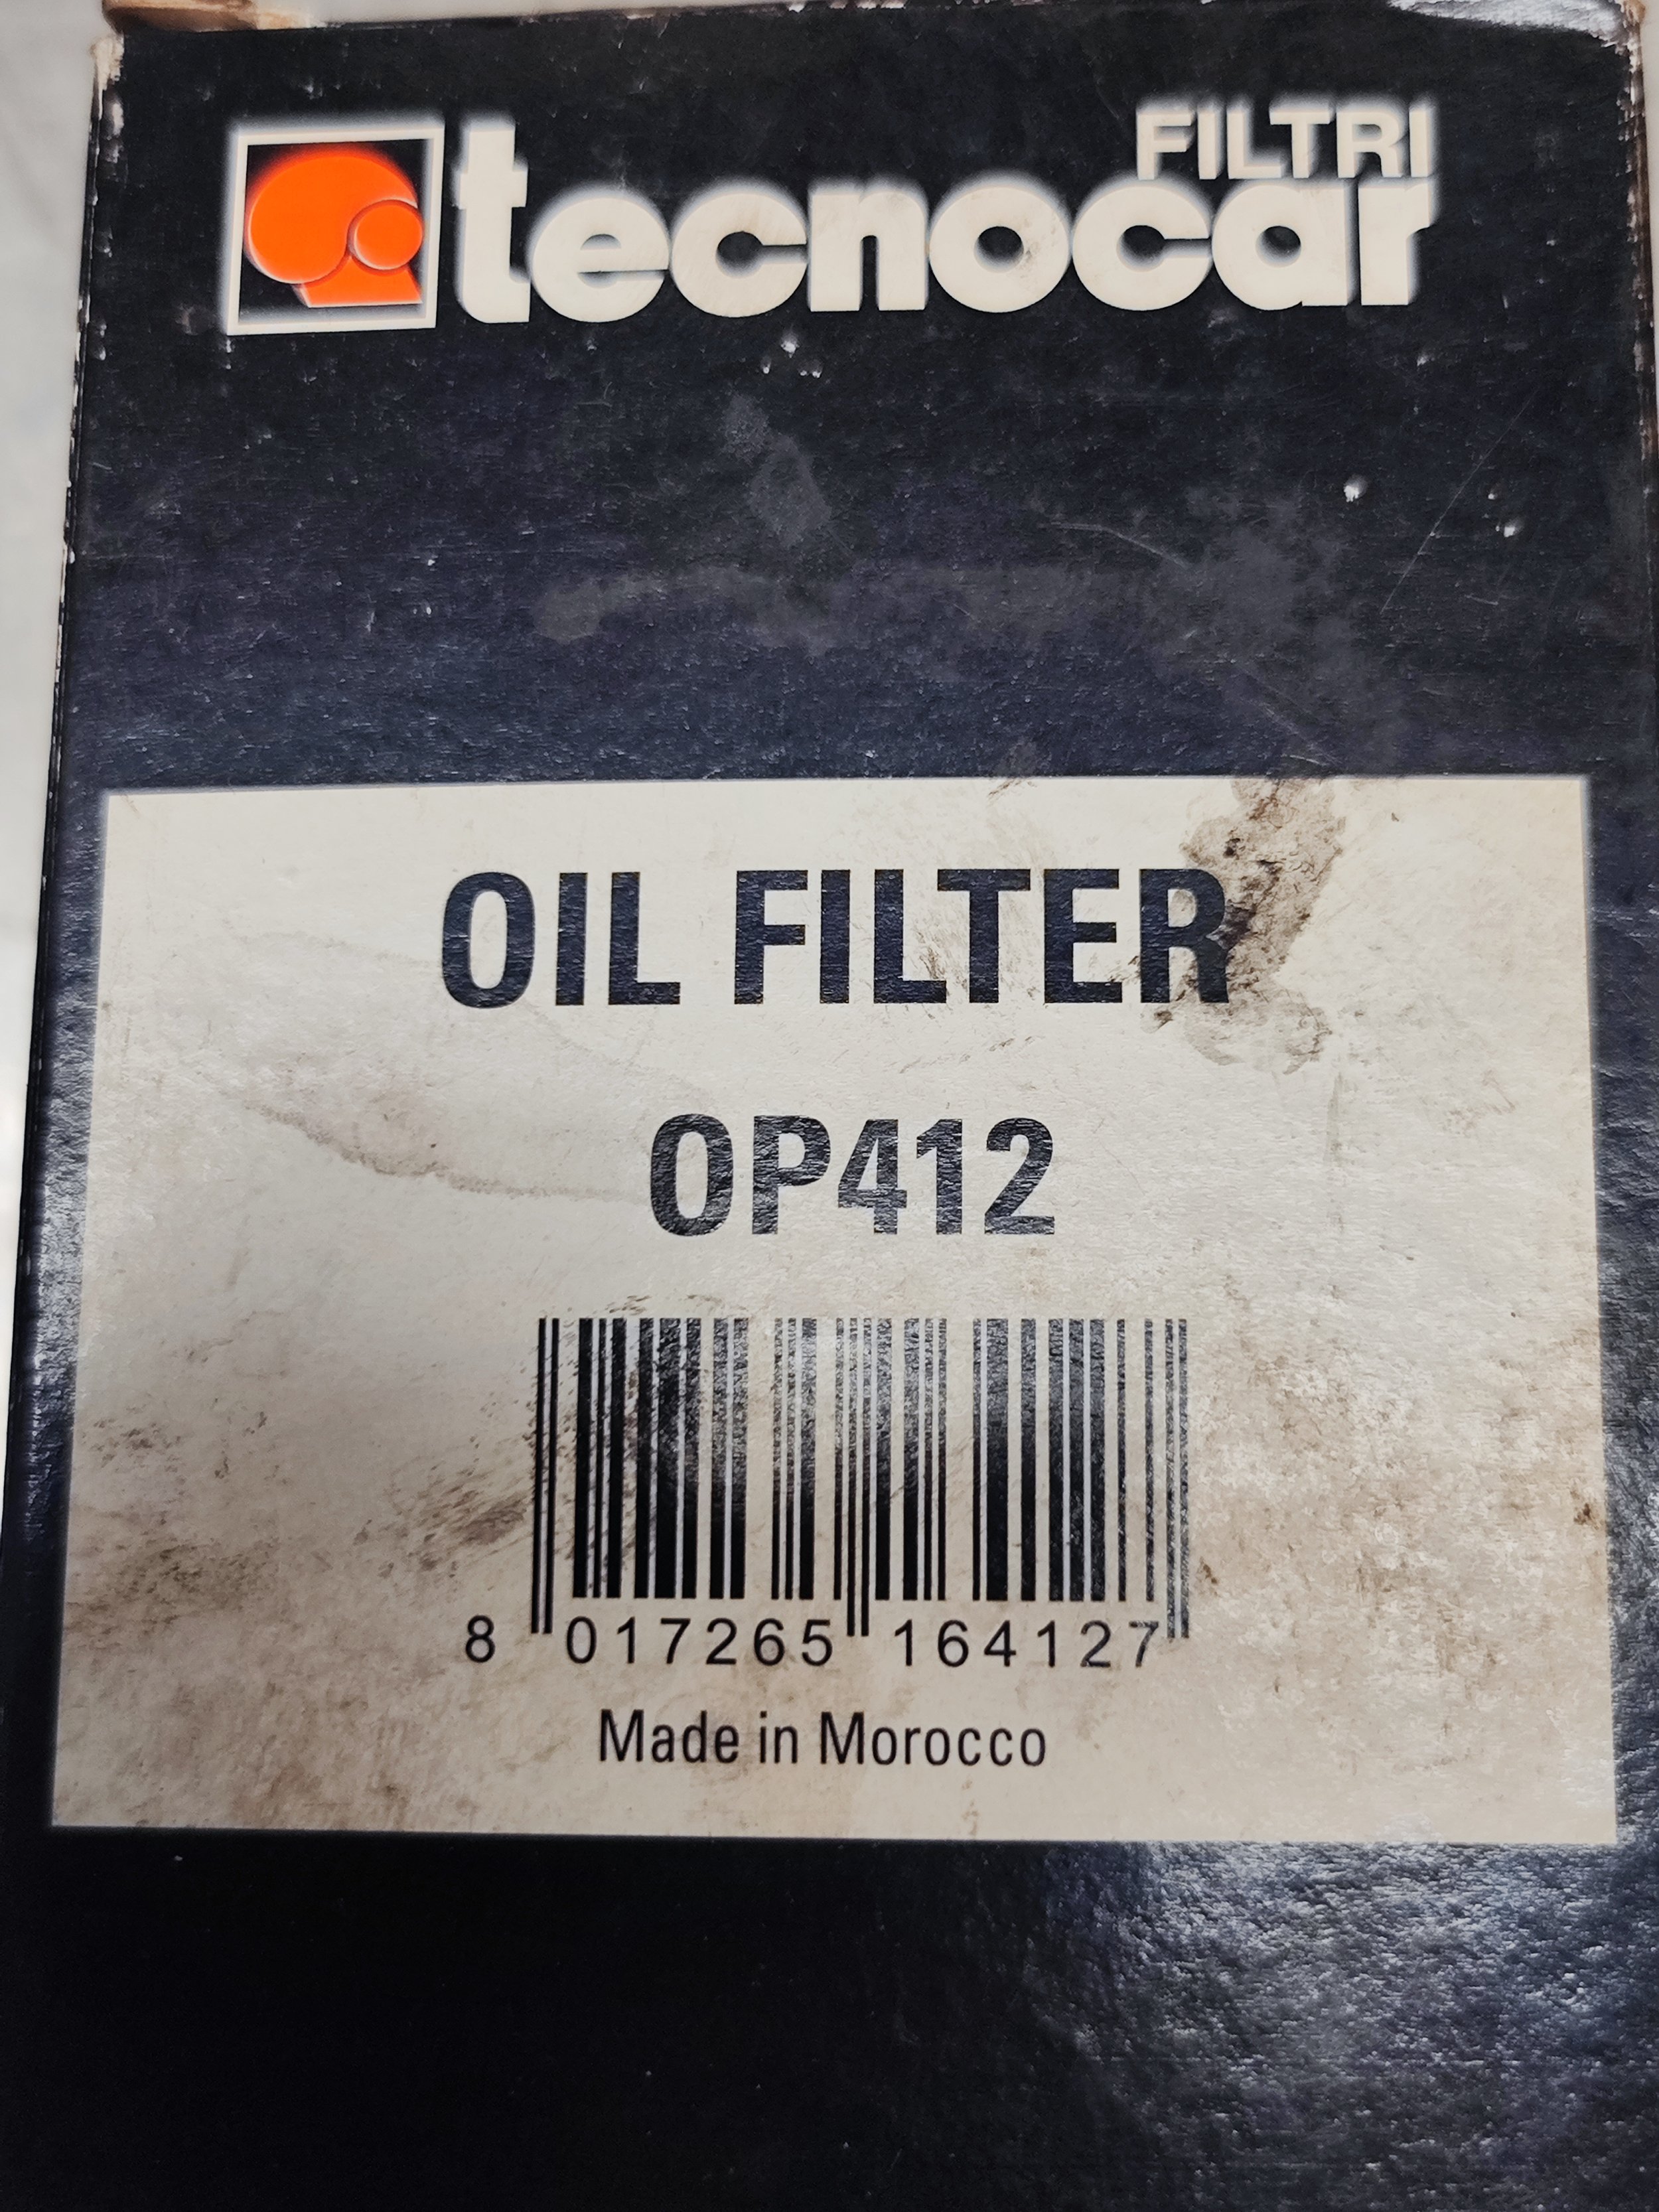 FILTRI
tecnocar
OIL FILTER
OP412
8 017265 164127
Made in Morocco